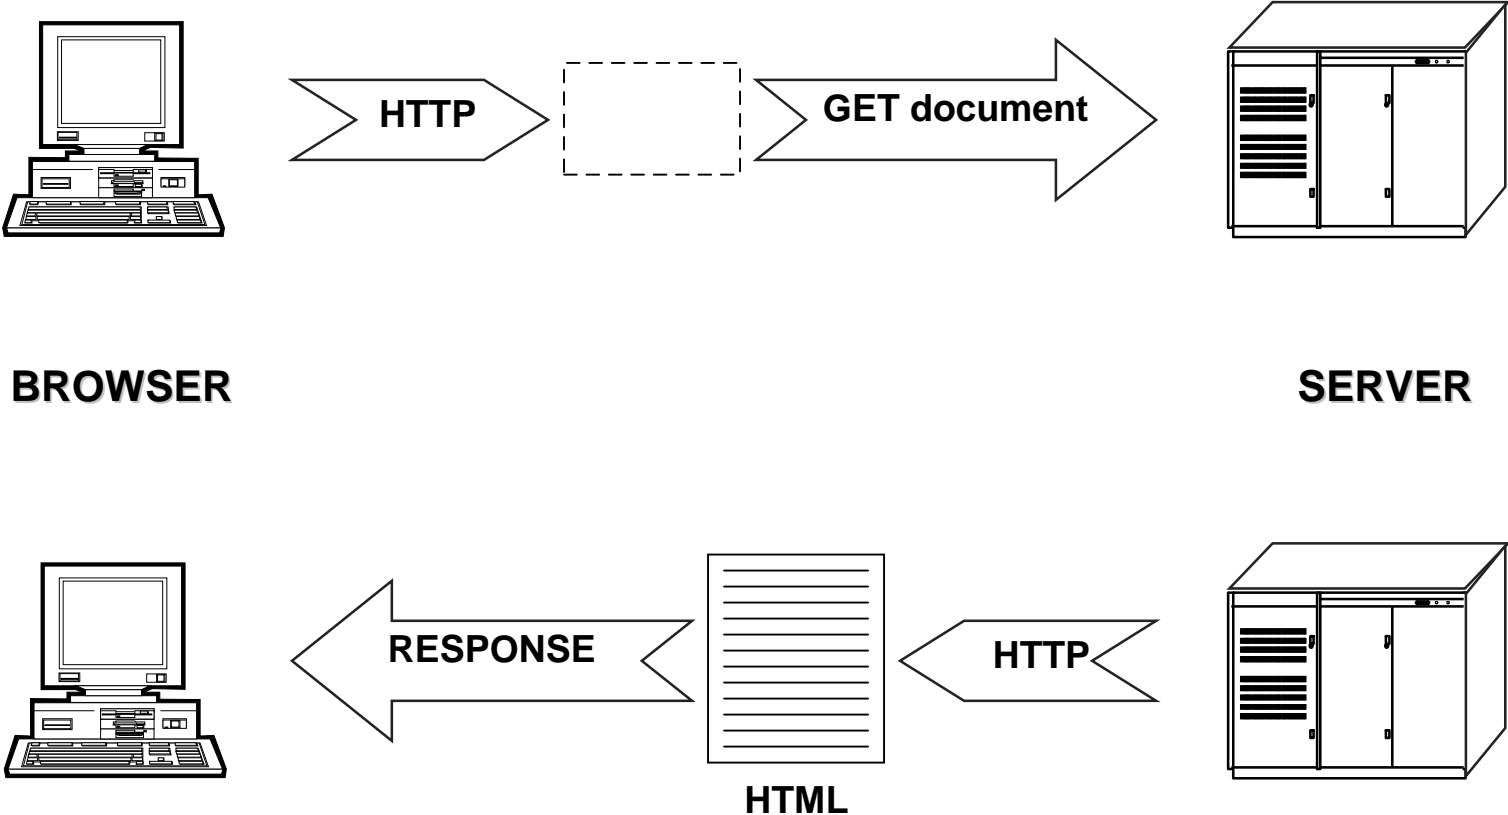 HTTP
GET document
BROWSER
SERVER
RESPONSE
HTTP
HTML